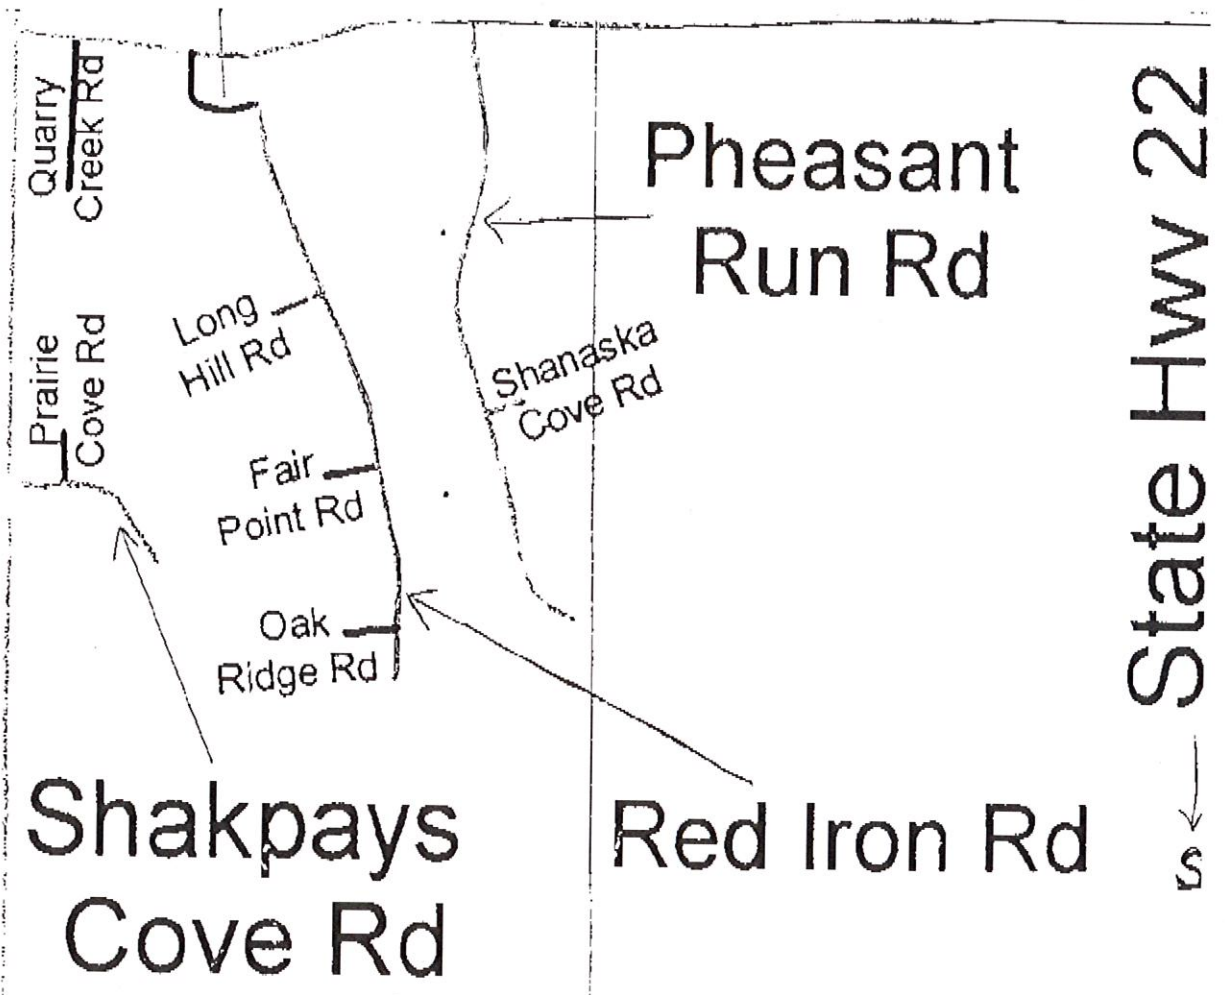 Quarry
Creek Rd
Pheasant
Run Rd
State Hwy 22
Long
Hill Rd
Prairie
Cove Rd
Shanaska
Cove Rd
Fair
Point Rd
Oak
Ridge Rd
Shakpays
Cove Rd
Red Iron Rd
S